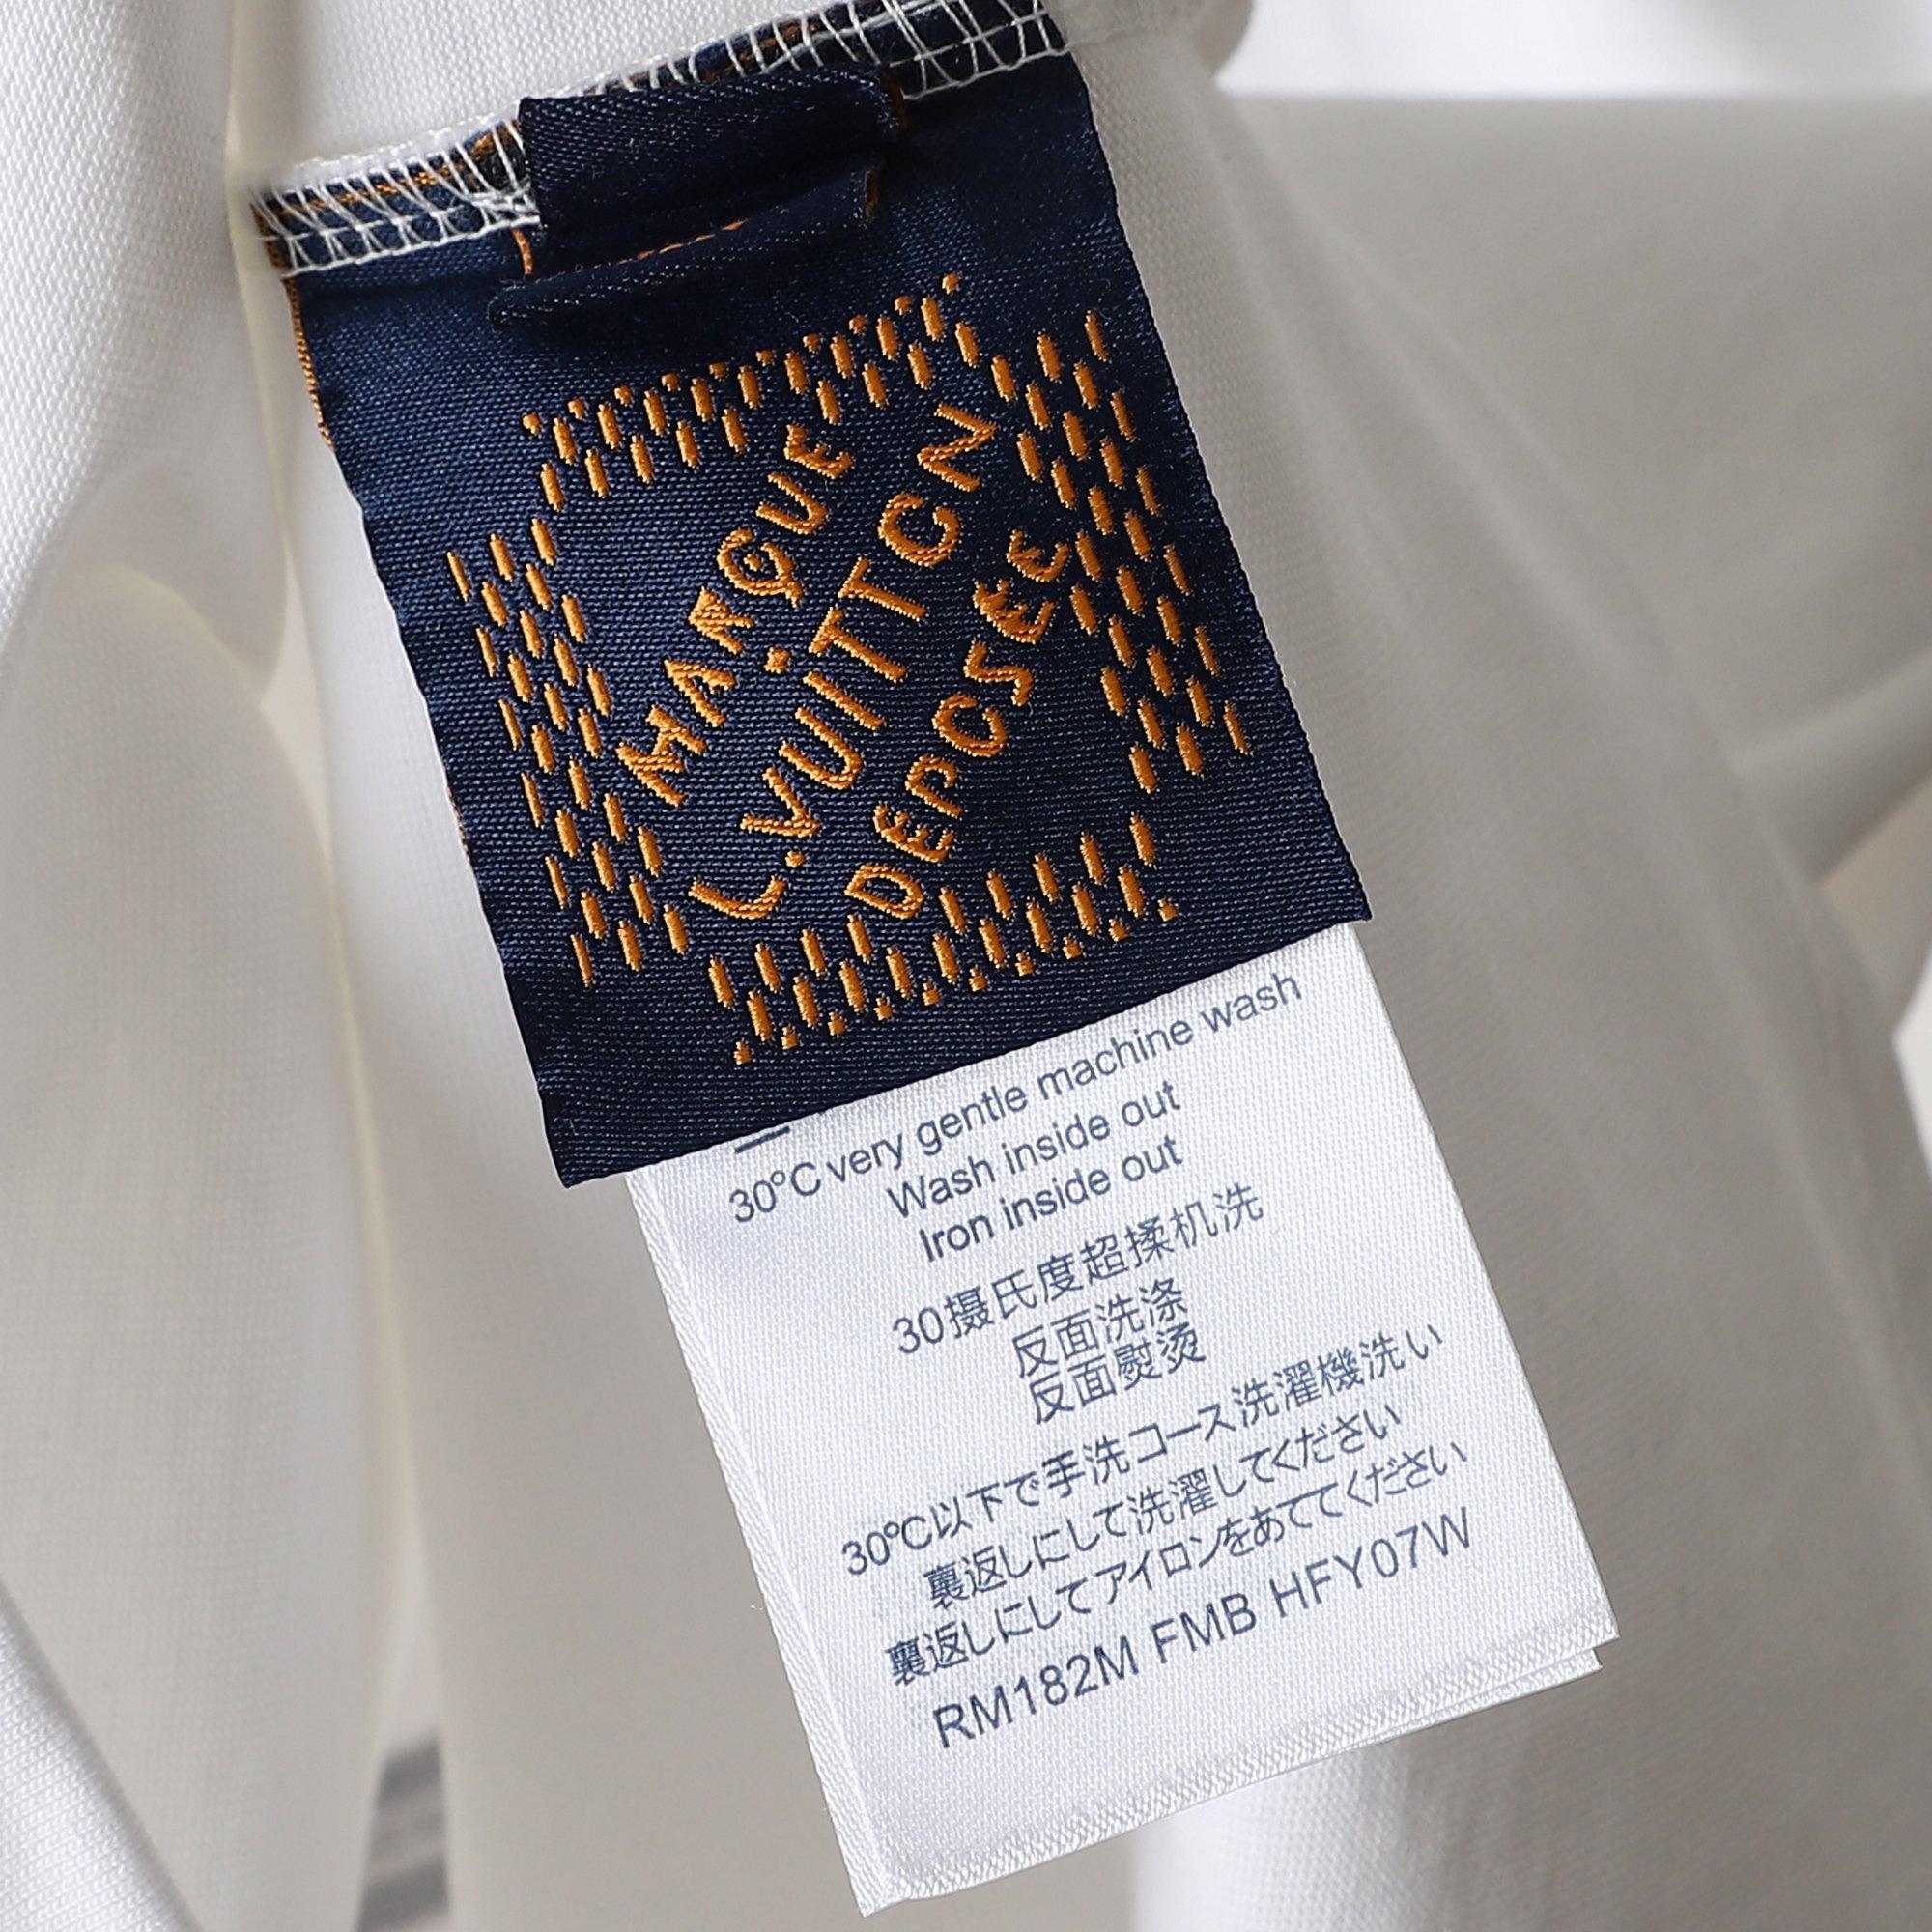 MARQUE
L.VUITTON
DEPOSÉE
30°C very gentle machine wash
Wash inside out
Iron inside out
30摄氏度超揉机洗
反面洗涤
反面熨烫
30°C以下で手洗コース洗濯機洗い
裏返しにして洗濯してください
裏返しにしてアイロンをあててください
RM182M FMB HFY07W